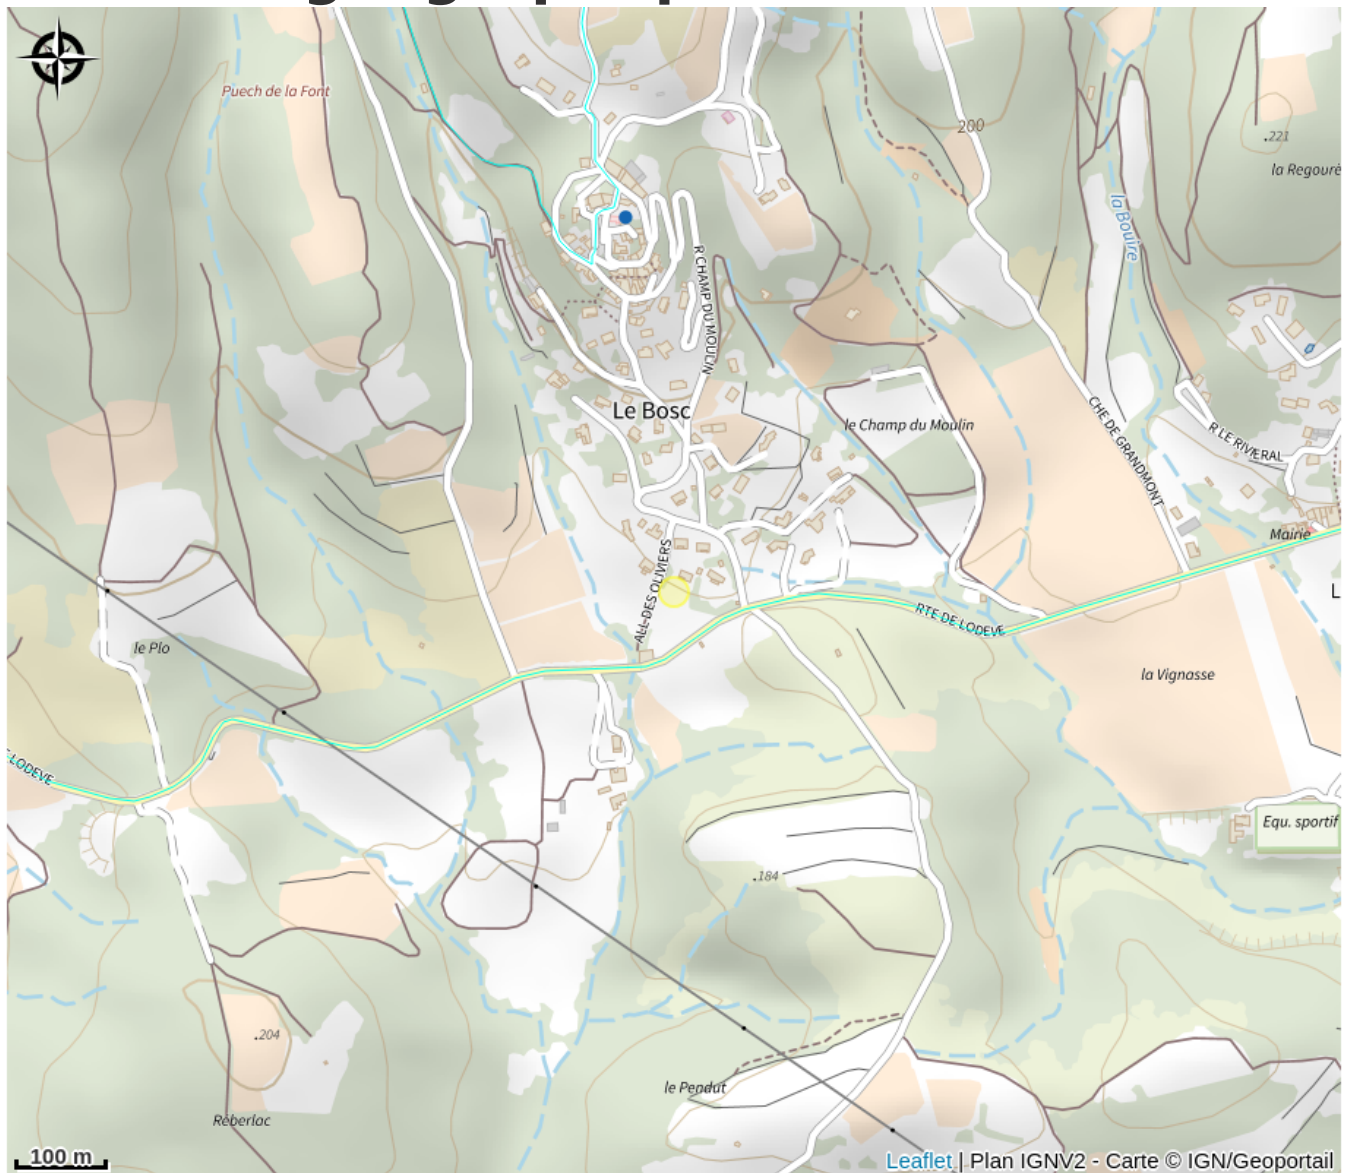 Puech de la Font
200
.221
la Regourè
la Bouire
R CHAMP DU MOULIN
Le Bosc
le Champ du Moulin
CHE DE GRANDMONT
R LE RIVERAL
Mairie
ALL DES OLIVIERS
RTE DE LODEVE
L
le Plo
la Vignasse
E LODEVE
Equ. sportif
.184
.204
le Pendut
Réberlac
100 m
Leaflet | Plan IGNV2 - Carte © IGN/Geoportail